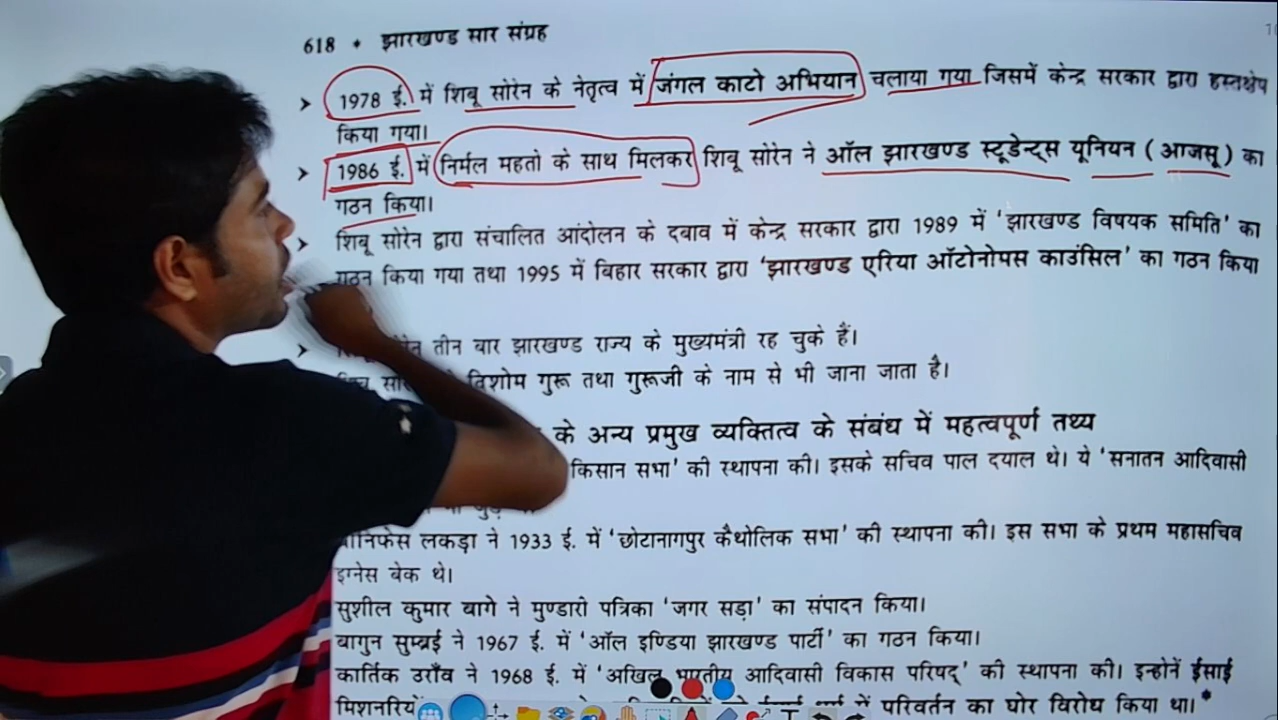 618 * झारखण्ड सार संग्रह
➤ 1978 ई. में शिबू सोरेन के नेतृत्व में जंगल काटो अभियान चलाया गया जिसमें केन्द्र सरकार द्वारा हस्तक्षेप
किया गया।
➤ 1986 ई. में निर्मल महतो के साथ मिलकर शिबू सोरेन ने ऑल झारखण्ड स्टूडेन्ट्स यूनियन ( आजसू ) का
गठन किया।
➤ शिबू सोरेन द्वारा संचालित आंदोलन के दबाव में केन्द्र सरकार द्वारा 1989 में 'झारखण्ड विषयक समिति' का
गठन किया गया तथा 1995 में बिहार सरकार द्वारा 'झारखण्ड एरिया ऑटोनोपस काउंसिल' का गठन किया
➤ तीन बार झारखण्ड राज्य के मुख्यमंत्री रह चुके हैं।
गुरू तथा गुरूजी के नाम से भी जाना जाता है।
के अन्य प्रमुख व्यक्तित्व के संबंध में महत्वपूर्ण तथ्य
किसान सभा' की स्थापना की। इसके सचिव पाल दयाल थे। ये 'सनातन आदिवासी
लकड़ा ने 1933 ई. में 'छोटानागपुर कैथोलिक सभा' की स्थापना की। इस सभा के प्रथम महासचिव
इग्नेस बेक थे।
सुशील कुमार बागे ने मुण्डारी पत्रिका 'जगर सड़ा' का संपादन किया।
बागुन सुम्ब्रई ने 1967 ई. में 'ऑल इण्डिया झारखण्ड पार्टी' का गठन किया।
कार्तिक उराँव ने 1968 ई. में 'अखिल भारतीय आदिवासी विकास परिषद्' की स्थापना की। इन्होनें ईसाई
परिवर्तन का घोर विरोध किया था।